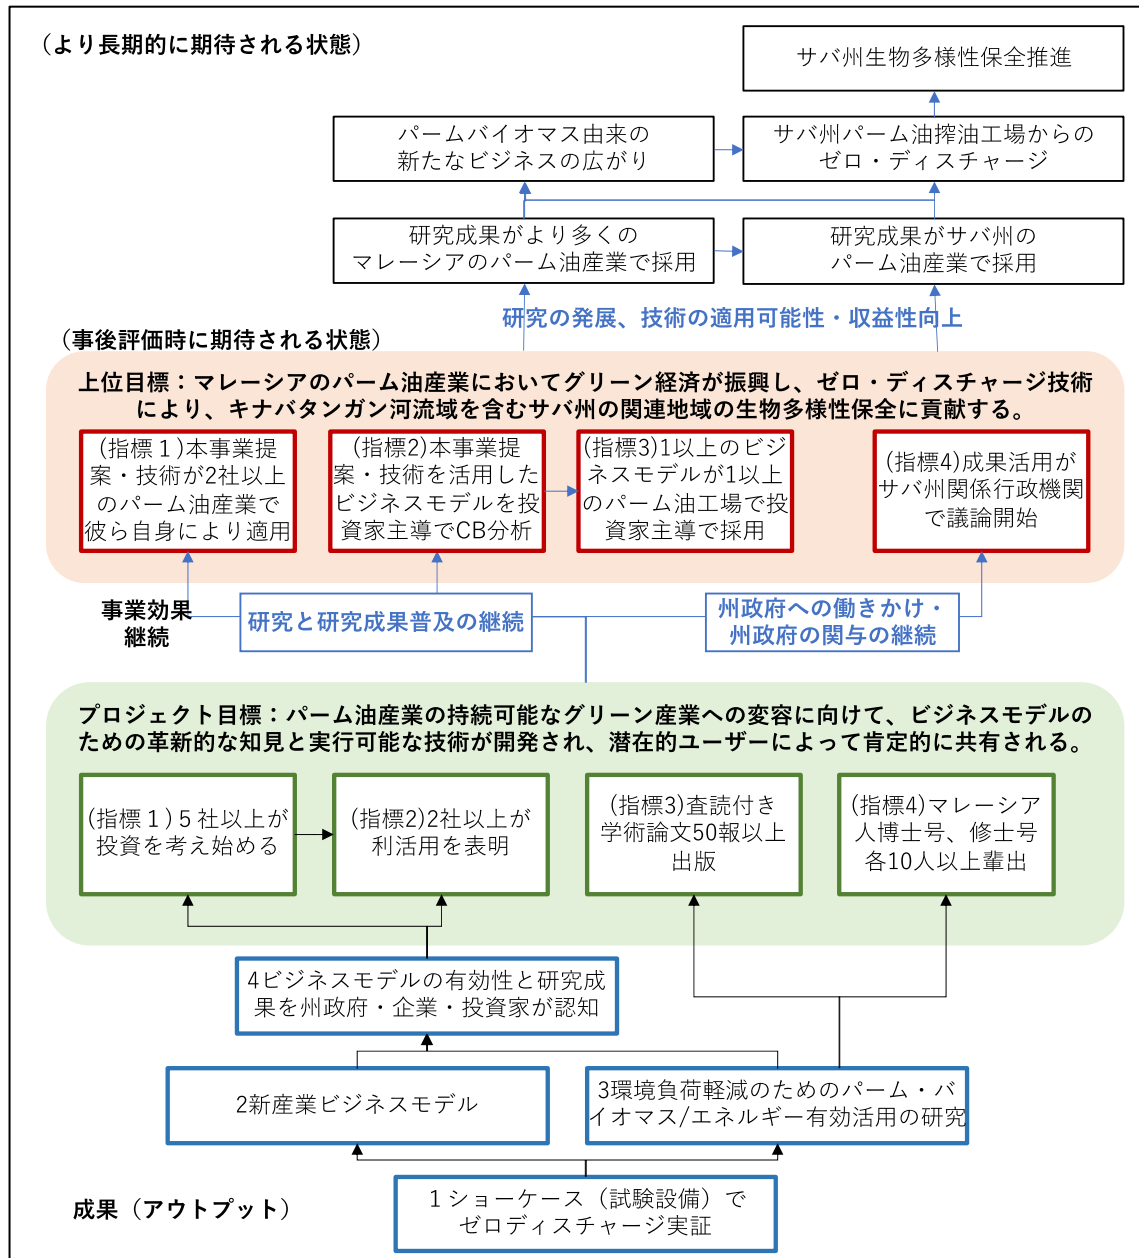 （より長期的に期待される状態）
サバ州生物多様性保全推進
パームバイオマス由来の
新たなビジネスの広がり
サバ州パーム油搾油工場からの
ゼロ・ディスチャージ
研究成果がより多くの
マレーシアのパーム油産業で採用
研究成果がサバ州の
パーム油産業で採用
研究の発展、技術の適用可能性・収益性向上
（事後評価時に期待される状態）
上位目標：マレーシアのパーム油産業においてグリーン経済が振興し、ゼロ・ディスチャージ技術
により、キナバタンガン河流域を含むサバ州の関連地域の生物多様性保全に貢献する。
(指標１)本事業提
案・技術が2社以上
のパーム油産業で
彼ら自身により適用
(指標2)本事業提
案・技術を活用した
ビジネスモデルを投
資家主導でCB分析
(指標3)1以上のビジ
ネスモデルが1以上
のパーム油工場で投
資家主導で採用
(指標4)成果活用が
サバ州関係行政機関
で議論開始
事業効果
継続
研究と研究成果普及の継続
州政府への働きかけ・
州政府の関与の継続
プロジェクト目標：パーム油産業の持続可能なグリーン産業への変容に向けて、ビジネスモデルの
ための革新的な知見と実行可能な技術が開発され、潜在的ユーザーによって肯定的に共有される。
(指標１)５社以上が
投資を考え始める
(指標2)2社以上が
利活用を表明
(指標3)査読付き
学術論文50報以上
出版
(指標4)マレーシア
人博士号、修士号
各10人以上輩出
4ビジネスモデルの有効性と研究成
果を州政府・企業・投資家が認知
2新産業ビジネスモデル
3環境負荷軽減のためのパーム・バ
イオマス/エネルギー有効活用の研究
成果（アウトプット）
１ショーケース（試験設備）で
ゼロディスチャージ実証